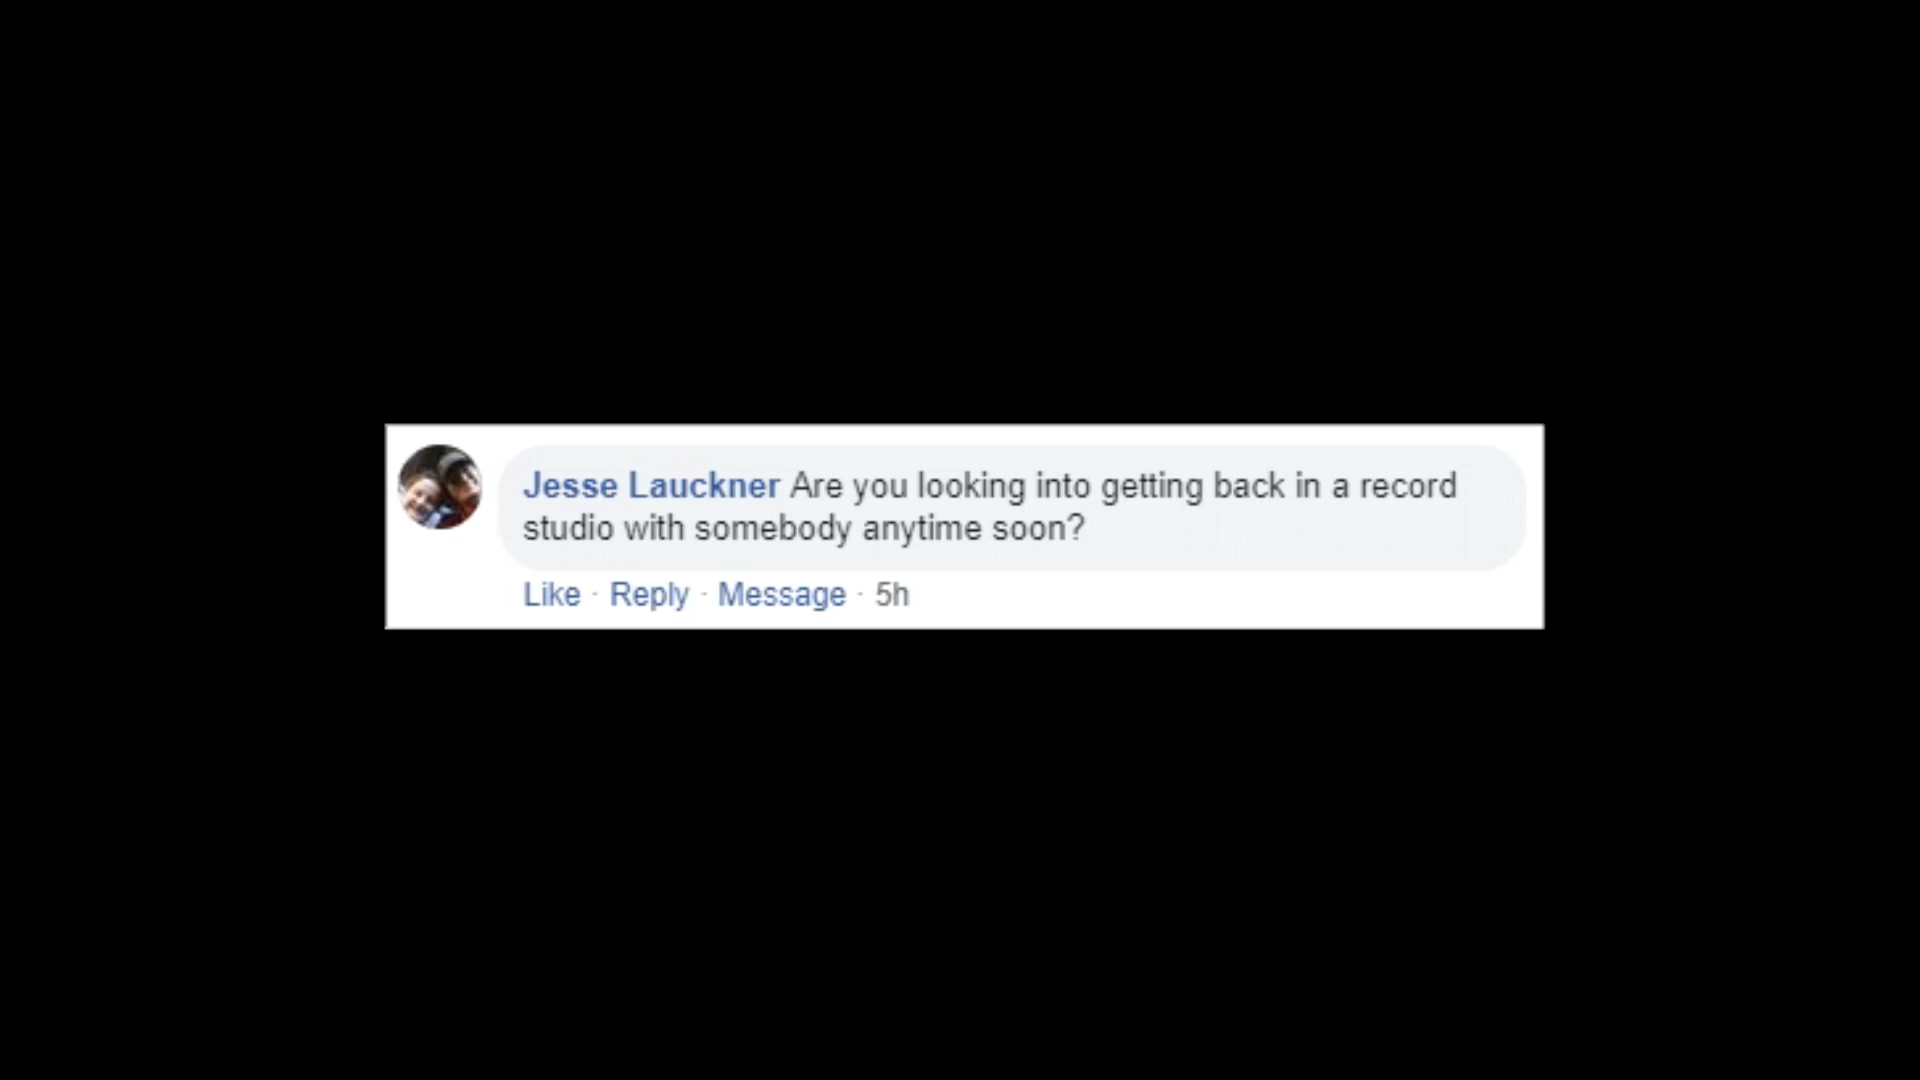 Jesse Lauckner Are you looking into getting back in a record
studio with somebody anytime soon?
Like · Reply · Message · 5h